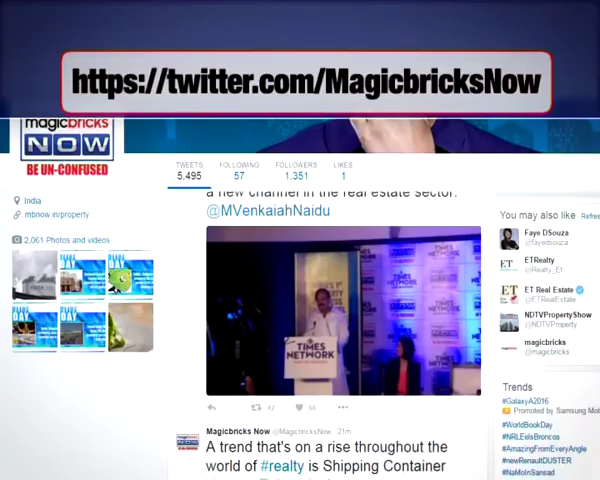 https://twitter.com/MagicbricksNow
magicbricks
NOW
BE UN-CONFUSED
TWEETS
FOLLOWING
FOLLOWERS
LIKES
5,495
57
1,351
1
India
mbnow.in/property
2,061 Photos and videos
a new channel in the real estate sector.
@MVenkaiahNaidu
TIMES
NETWORK
42
Magicbricks Now @MagicbricksNow 21m
A trend that's on a rise throughout the
world of #realty is Shipping Container
You may also like
Faye DSouza
@fayedsouza
ETRealty
@Realty_Et
ET Real Estate
@ETRealEstate
NDTVPropertyShow
@NDTVProperty
magicbricks
@magicbricks
Trends
#GalaxyA2016
Promoted by Samsung Mob
#WorldBookDay
#NRLEelsBroncos
#AmazingFromEveryAngle
#newRenaultDUSTER
#NaMoInSansad